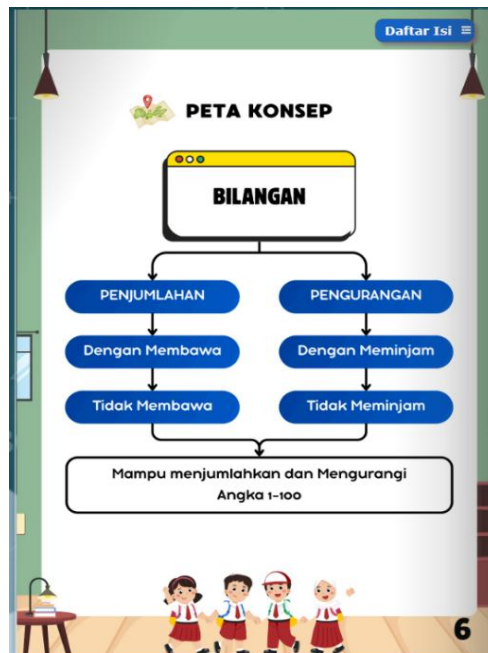 Daftar Isi
PETA KONSEP
BILANGAN
PENJUMLAHAN
PENGURANGAN
Dengan Membawa
Dengan Meminjam
Tidak Membawa
Tidak Meminjam
Mampu menjumlahkan dan Mengurangi
Angka 1-100
6